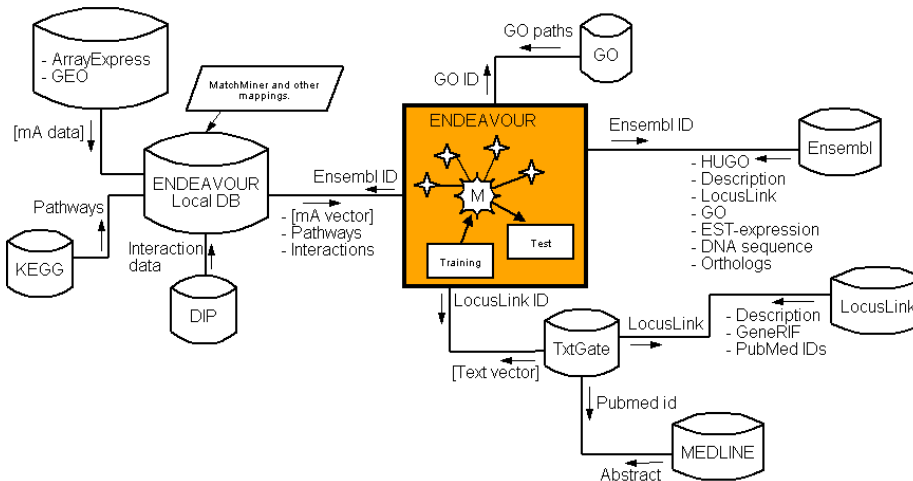 - ArrayExpress
- GEO
MatchMiner and other
mappings.
[mA data]
ENDEAVOUR
Local DB
Pathways
KEGG
Interaction
data
DIP
Ensembl ID
- [mA vector]
- Pathways
- Interactions
GO paths
GO
GO ID
ENDEAVOUR
M
Training
Test
Ensembl ID
Ensembl
- HUGO
- Description
- LocusLink
- GO
- EST-expression
- DNA sequence
- Orthologs
LocusLink ID
TxtGate
[Text vector]
LocusLink
LocusLink
- Description
- GeneRIF
- PubMed IDs
Pubmed id
MEDLINE
Abstract